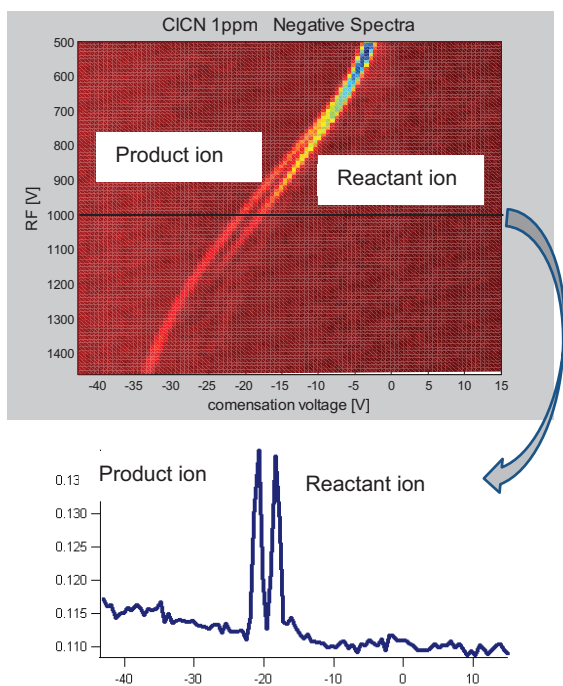 ClCN 1ppm Negative Spectra
500
600
700
800
900
1000
1100
1200
1300
1400
RF [V]
Product ion
Reactant ion
-40 -35 -30 -25 -20 -15 -10 -5 0 5 10 15
comensation voltage [V]
Product ion
Reactant ion
0.13
0.130
0.125
0.120
0.115
0.110
-40 -30 -20 -10 0 10